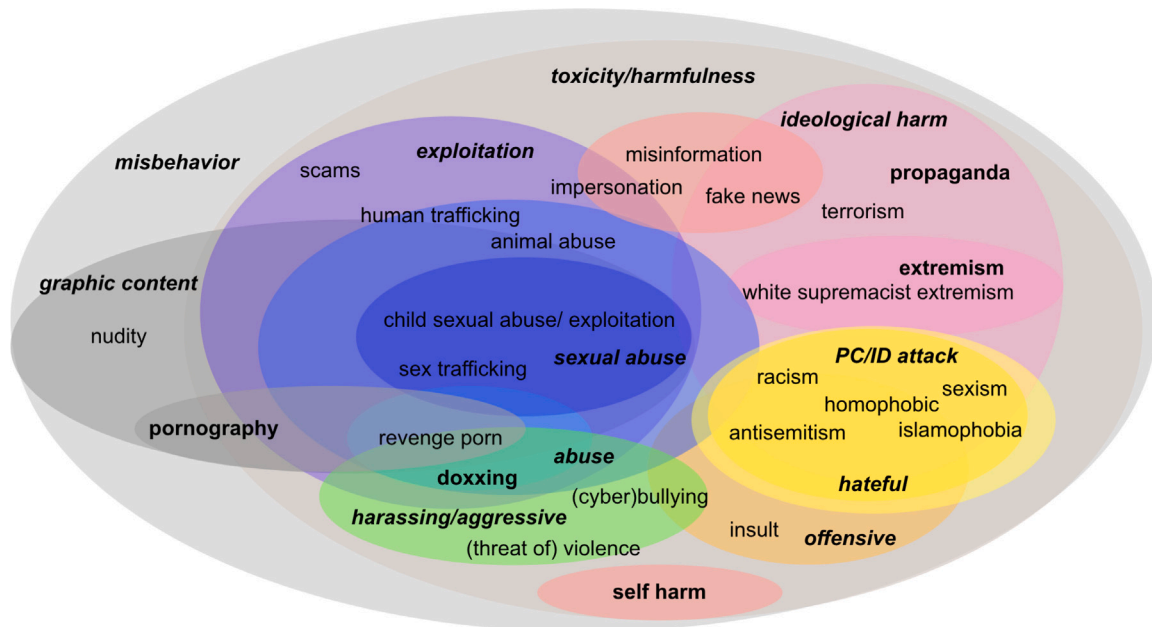 toxicity/harmfulness
ideological harm
misbehavior
exploitation
misinformation
scams
propaganda
impersonation
fake news
human trafficking
terrorism
animal abuse
extremism
graphic content
white supremacist extremism
child sexual abuse/ exploitation
nudity
sexual abuse
PC/ID attack
sex trafficking
racism
sexism
homophobic
pornography
revenge porn
antisemitism
islamophobia
abuse
doxxing
hateful
(cyber)bullying
harassing/aggressive
insult
offensive
(threat of) violence
self harm